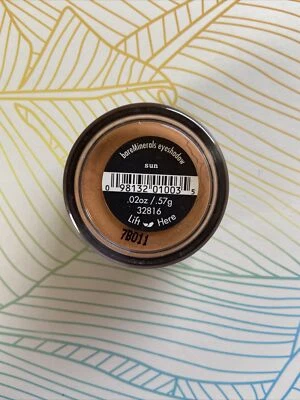 bareMinerals eyeshadow
sun
0 98132 01003 5
.02oz / .57g
32816
Lift Here
7B011